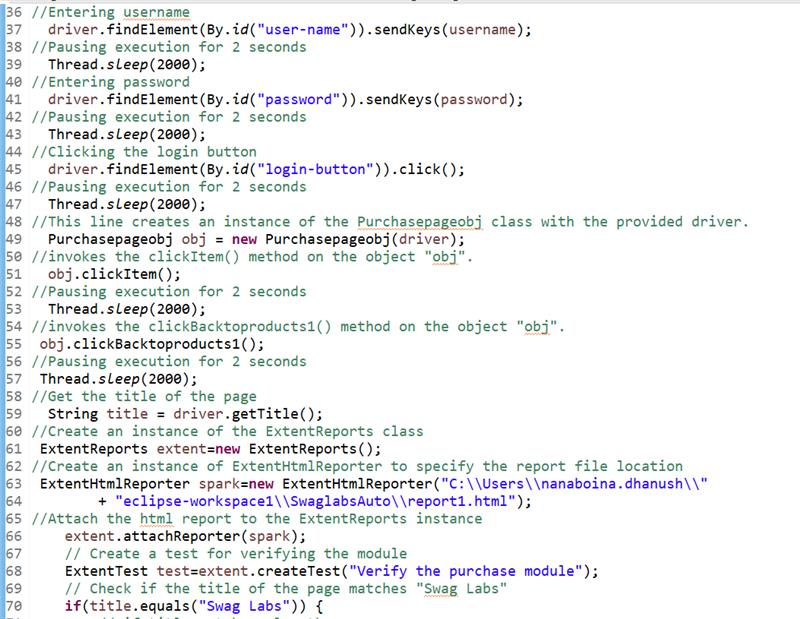 36 //Entering username
37 driver.findElement(By.id("user-name")).sendKeys(username);
38 //Pausing execution for 2 seconds
39 Thread.sleep(2000);
40 //Entering password
41 driver.findElement(By.id("password")).sendKeys(password);
42 //Pausing execution for 2 seconds
43 Thread.sleep(2000);
44 //Clicking the login button
45 driver.findElement(By.id("login-button")).click();
46 //Pausing execution for 2 seconds
47 Thread.sleep(2000);
48 //This line creates an instance of the Purchasepageobj class with the provided driver.
49 Purchasepageobj obj = new Purchasepageobj(driver);
50 //invokes the clickItem() method on the object "obj".
51 obj.clickItem();
52 //Pausing execution for 2 seconds
53 Thread.sleep(2000);
54 //invokes the clickBacktoproducts1() method on the object "obj".
55 obj.clickBacktoproducts1();
56 //Pausing execution for 2 seconds
57 Thread.sleep(2000);
58 //Get the title of the page
59 String title = driver.getTitle();
60 //Create an instance of the ExtentReports class
61 ExtentReports extent=new ExtentReports();
62 //Create an instance of ExtentHtmlReporter to specify the report file location
63 ExtentHtmlReporter spark=new ExtentHtmlReporter("C:\\Users\\nanaboina.dhanush\\"
64 + "eclipse-workspace1\\SwaglabsAuto\\report1.html");
65 //Attach the html report to the ExtentReports instance
66 extent.attachReporter(spark);
67 // Create a test for verifying the module
68 ExtentTest test=extent.createTest("Verify the purchase module");
69 // Check if the title of the page matches "Swag Labs"
70 if(title.equals("Swag Labs")) {